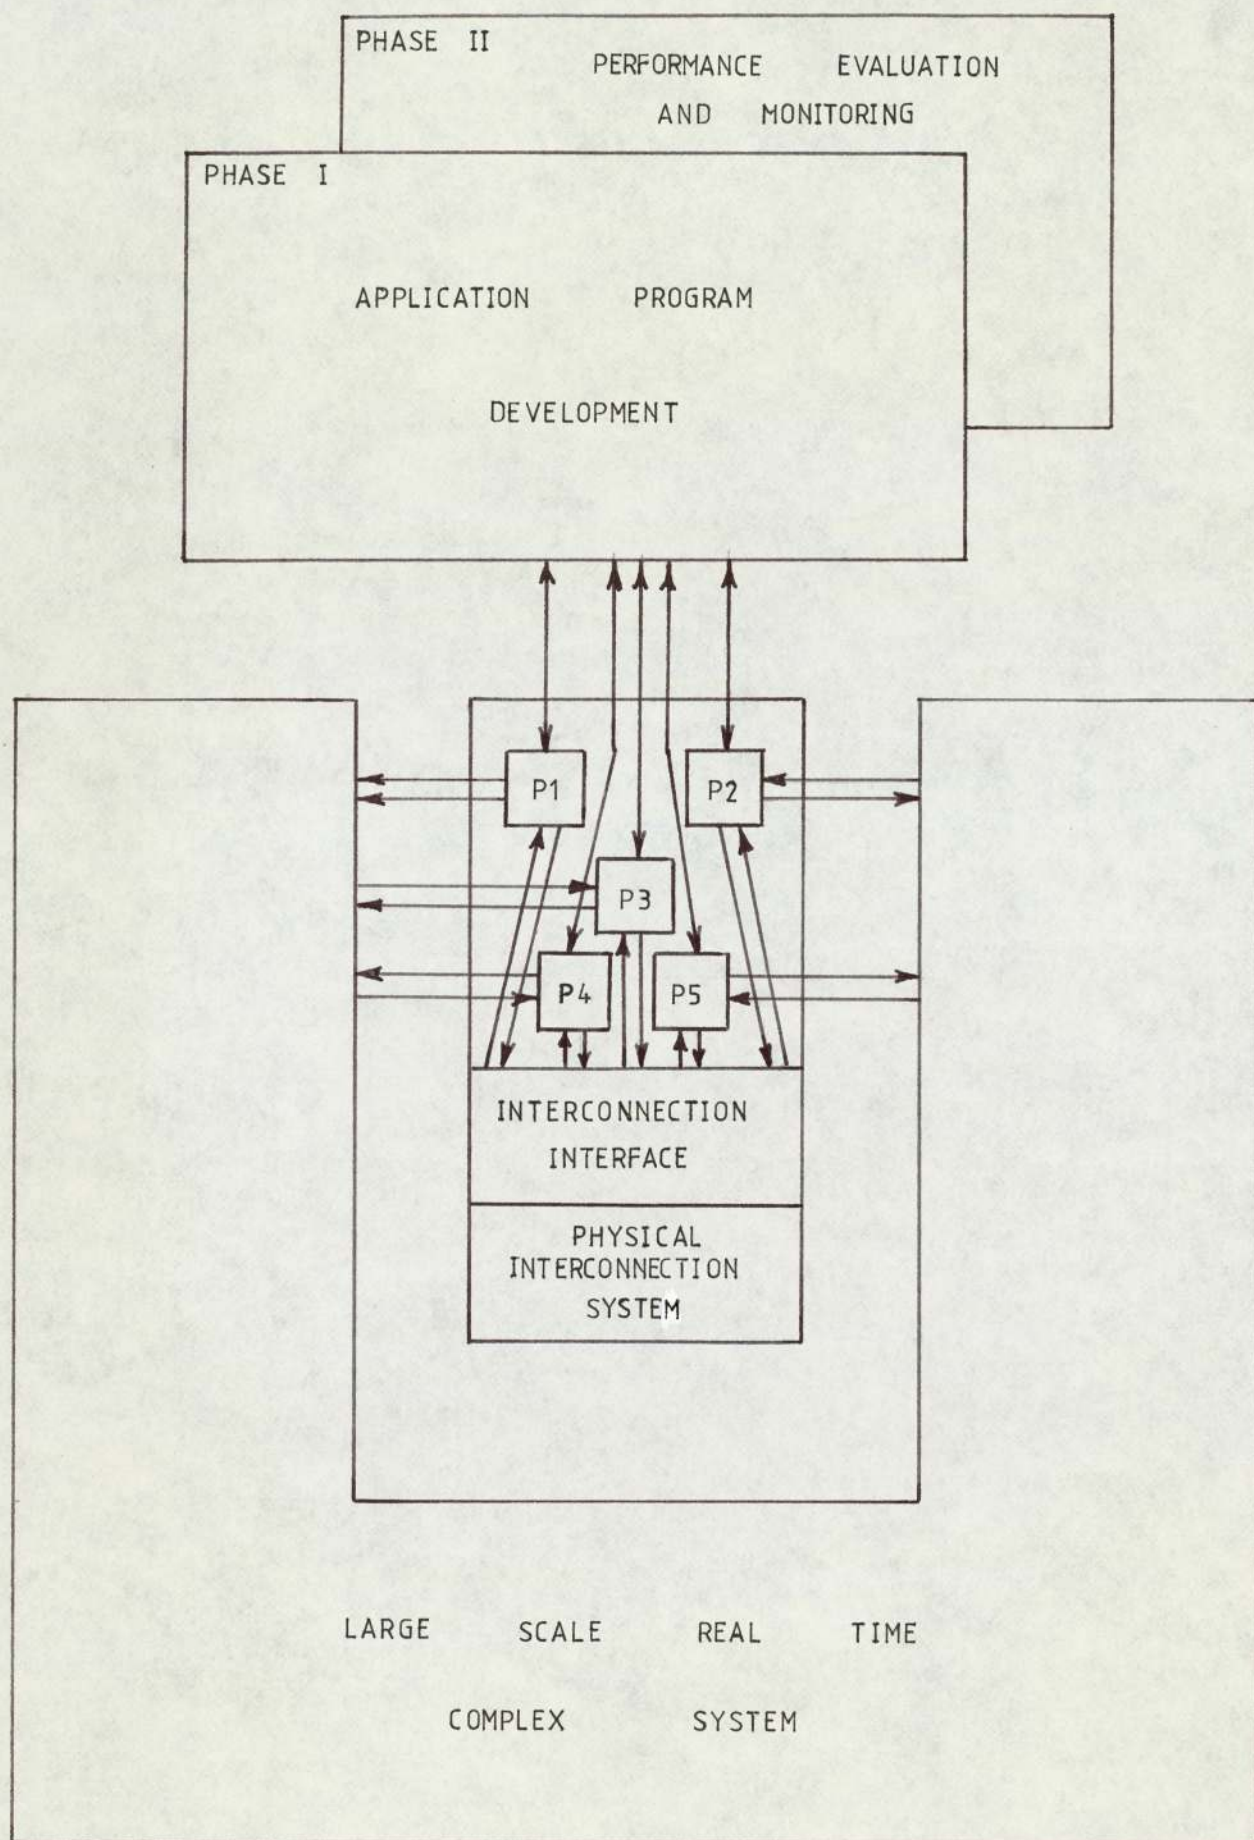 PHASE II
PERFORMANCE EVALUATION
AND MONITORING
PHASE I
APPLICATION PROGRAM
DEVELOPMENT
P1
P2
P3
P4
P5
INTERCONNECTION
INTERFACE
PHYSICAL
INTERCONNECTION
SYSTEM
LARGE SCALE REAL TIME
COMPLEX SYSTEM